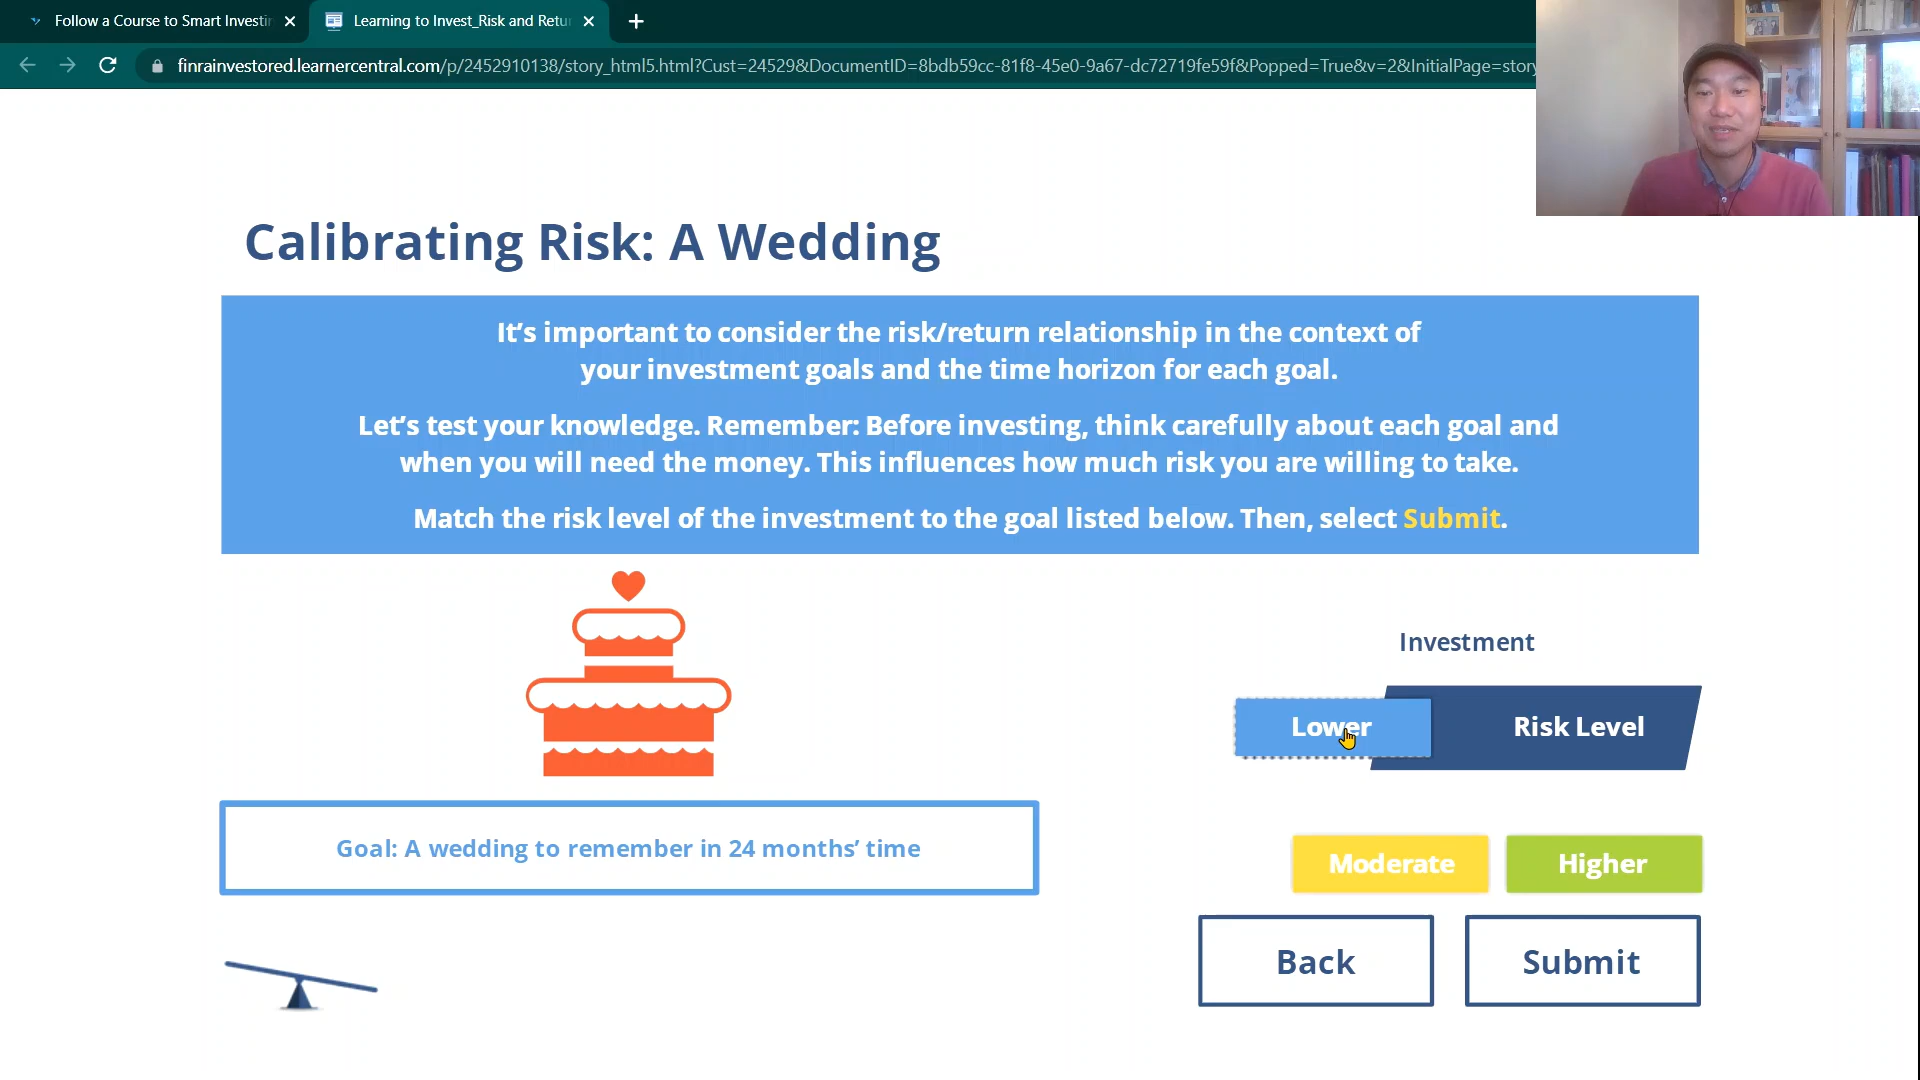 Follow a Course to Smart Investin
Learning to Invest_Risk and Retu
finrainvestored.learnercentral.com/p/2452910138/story_html5.html?Cust=24529&DocumentID=8bdb59cc-81f8-45e0-9a67-dc72719fe59f&Popped=True&v=2&InitialPage=story
Calibrating Risk: A Wedding
It's important to consider the risk/return relationship in the context of
your investment goals and the time horizon for each goal.
Let's test your knowledge. Remember: Before investing, think carefully about each goal and
when you will need the money. This influences how much risk you are willing to take.
Match the risk level of the investment to the goal listed below. Then, select Submit.
Investment
Lower
Risk Level
Goal: A wedding to remember in 24 months' time
Moderate
Higher
Back
Submit